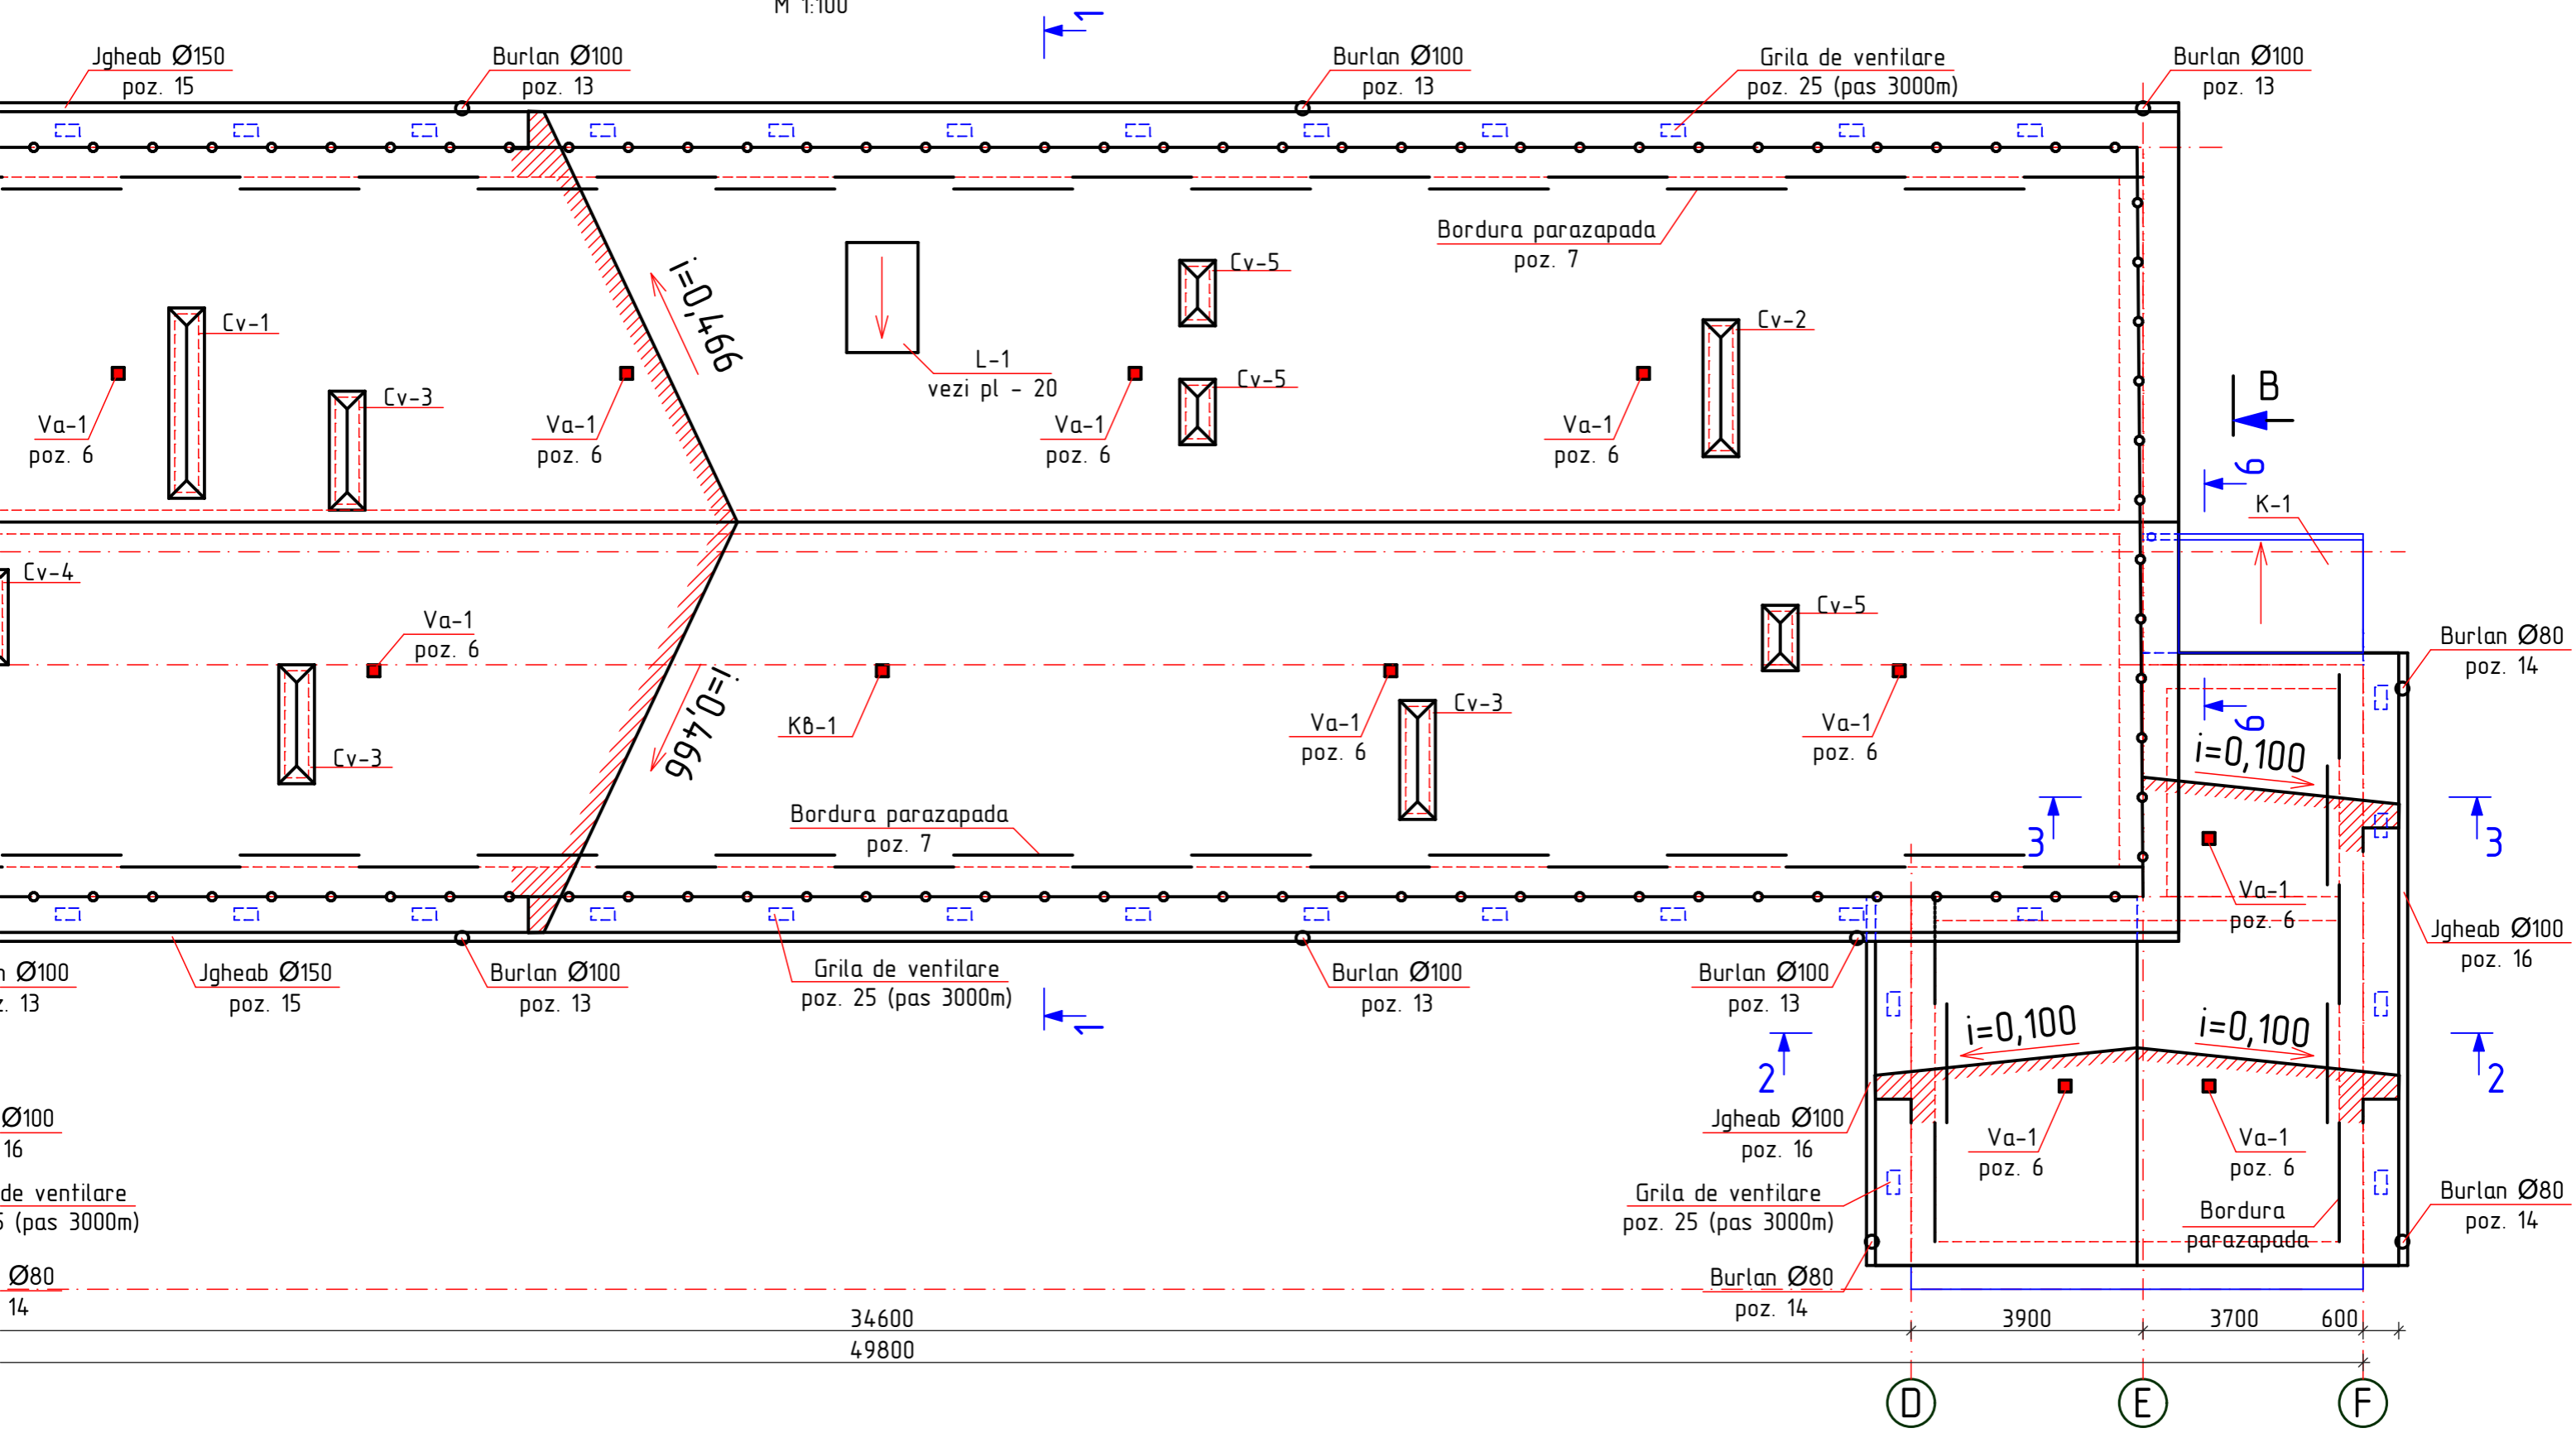 M 1:100
1
Jgheab Ø150
poz. 15
Burlan Ø100
poz. 13
Burlan Ø100
poz. 13
Grila de ventilare
poz. 25 (pas 3000m)
Burlan Ø100
poz. 13
Bordura parazapada
poz. 7
i=0,466
Cv-1
Cv-3
Cv-5
Cv-5
Cv-2
L-1
vezi pl - 20
Va-1
poz. 6
Va-1
poz. 6
Va-1
poz. 6
Va-1
poz. 6
B
6
K-1
Cv-4
Va-1
poz. 6
Cv-5
Burlan Ø80
poz. 14
i=0,466
Cv-3
Kв-1
Va-1
poz. 6
Cv-3
Va-1
poz. 6
6
i=0,100
Bordura parazapada
poz. 7
3
3
Va-1
poz. 6
Jgheab Ø100
poz. 16
n Ø100
z. 13
Jgheab Ø150
poz. 15
Burlan Ø100
poz. 13
Grila de ventilare
poz. 25 (pas 3000m)
1
Burlan Ø100
poz. 13
Burlan Ø100
poz. 13
i=0,100
i=0,100
2
2
Ø100
16
Jgheab Ø100
poz. 16
Va-1
poz. 6
Va-1
poz. 6
de ventilare
5 (pas 3000m)
Grila de ventilare
poz. 25 (pas 3000m)
Bordura
parazapada
Burlan Ø80
poz. 14
Ø80
14
Burlan Ø80
poz. 14
34600
3900
3700
600
49800
D
E
F